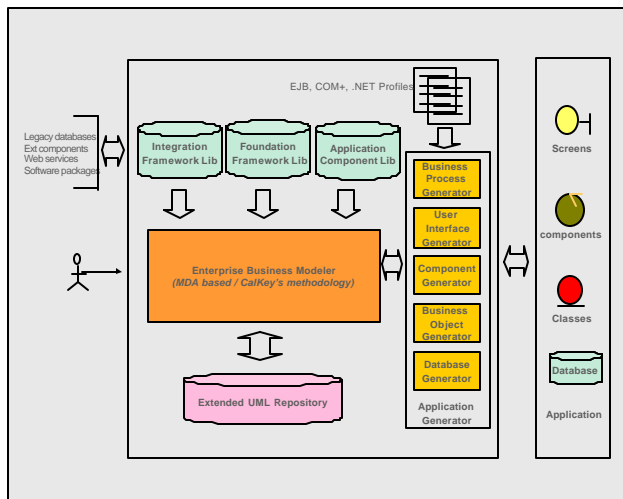 EJB, COM+, .NET Profiles
Legacy databases
Ext components
Web services
Software packages
Integration
Framework Lib
Foundation
Framework Lib
Application
Component Lib
Business
Process
Generator
User
Interface
Generator
Component
Generator
Business
Object
Generator
Database
Generator
Application
Generator
Enterprise Business Modeler
(MDA based / CalKey's methodology)
Extended UML Repository
Screens
components
Classes
Database
Application